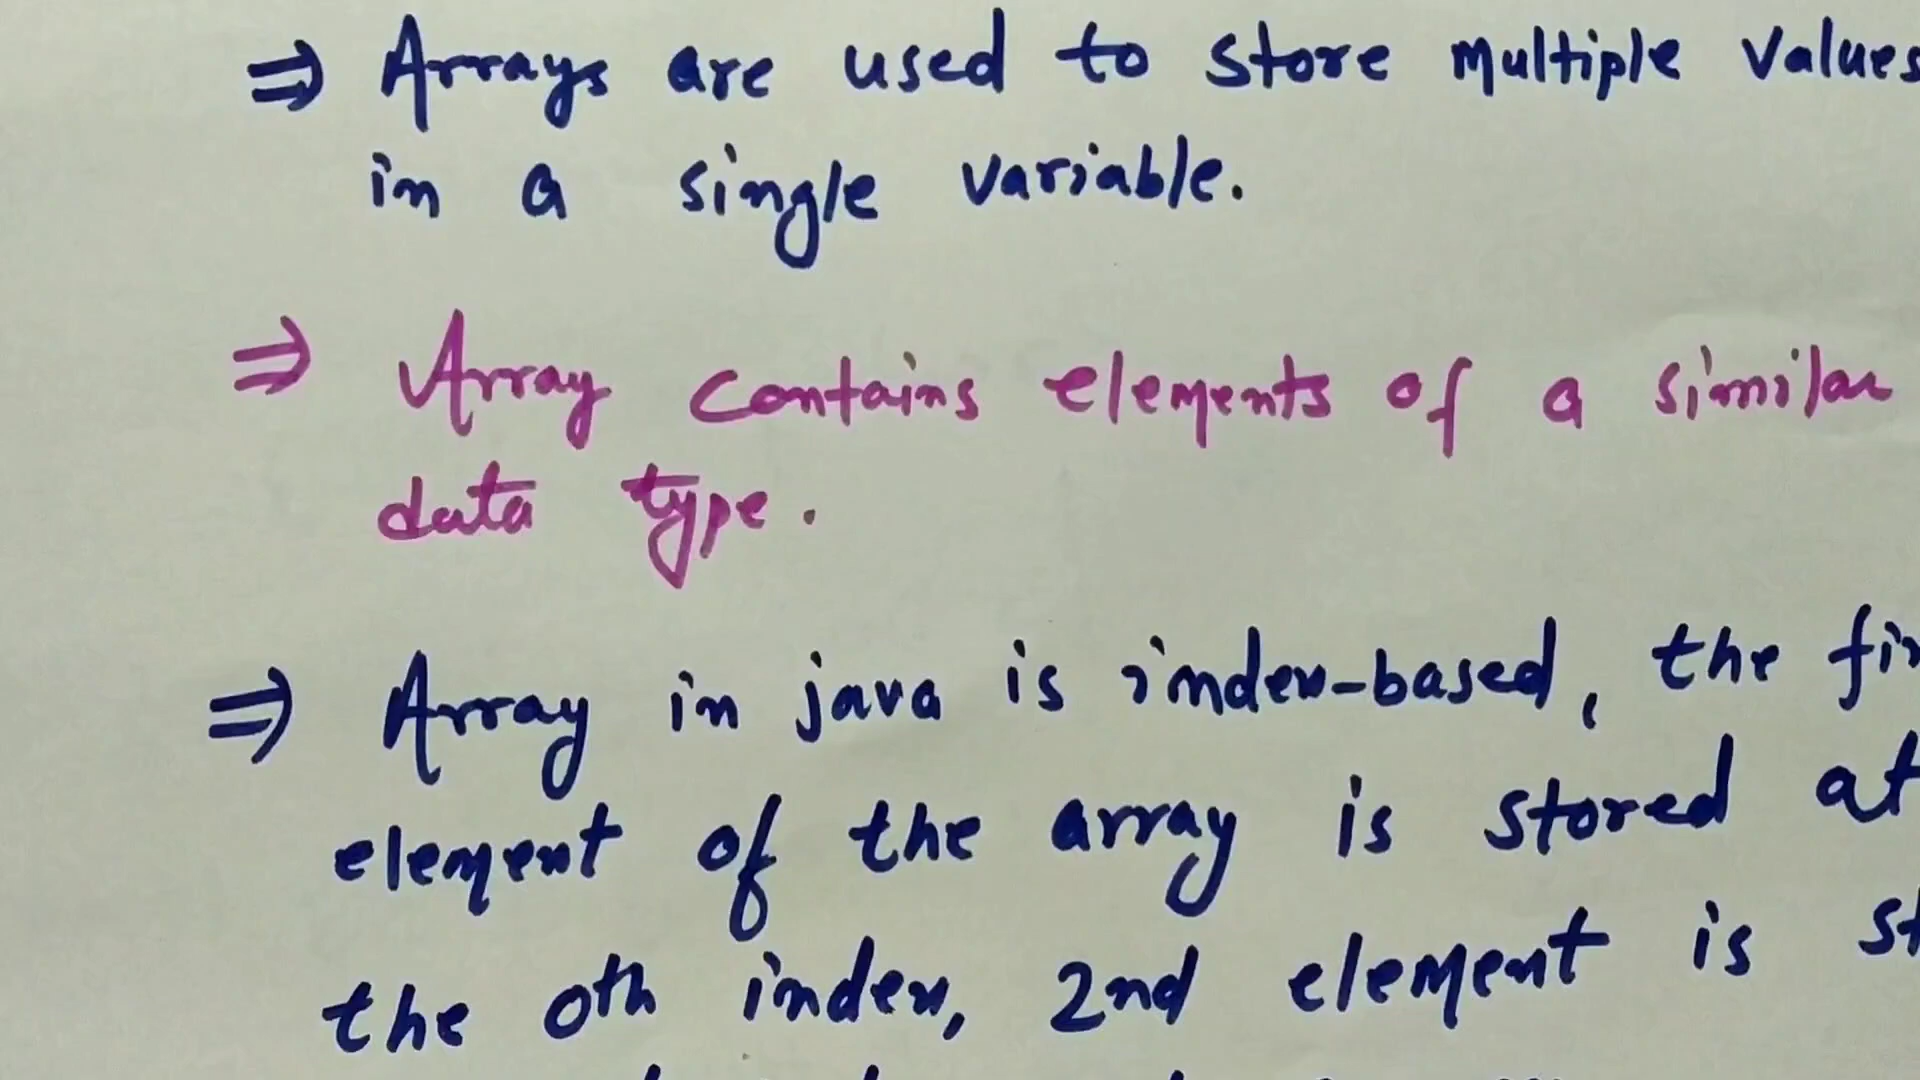 ⇒ Arrays are used to store multiple values
in a single variable.
⇒ Array contains elements of a similar
data type.
⇒ Array in java is index-based, the
element of the array is stored at
the 0th index, 2nd element is